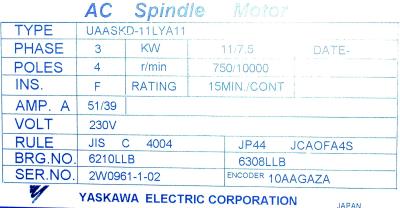 AC Spindle Motor
TYPE UAASKD-11LYA11
PHASE 3 KW 11/7.5 DATE-
POLES 4 r/min 750/10000
INS. F RATING 15MIN./CONT
AMP. A 51/39
VOLT 230V
RULE JIS C 4004 JP44 JCAOFA4S
BRG.NO. 6210LLB 6308LLB
SER.NO. 2W0961-1-02 ENCODER 10AAGAZA
YASKAWA ELECTRIC CORPORATION
JAPAN